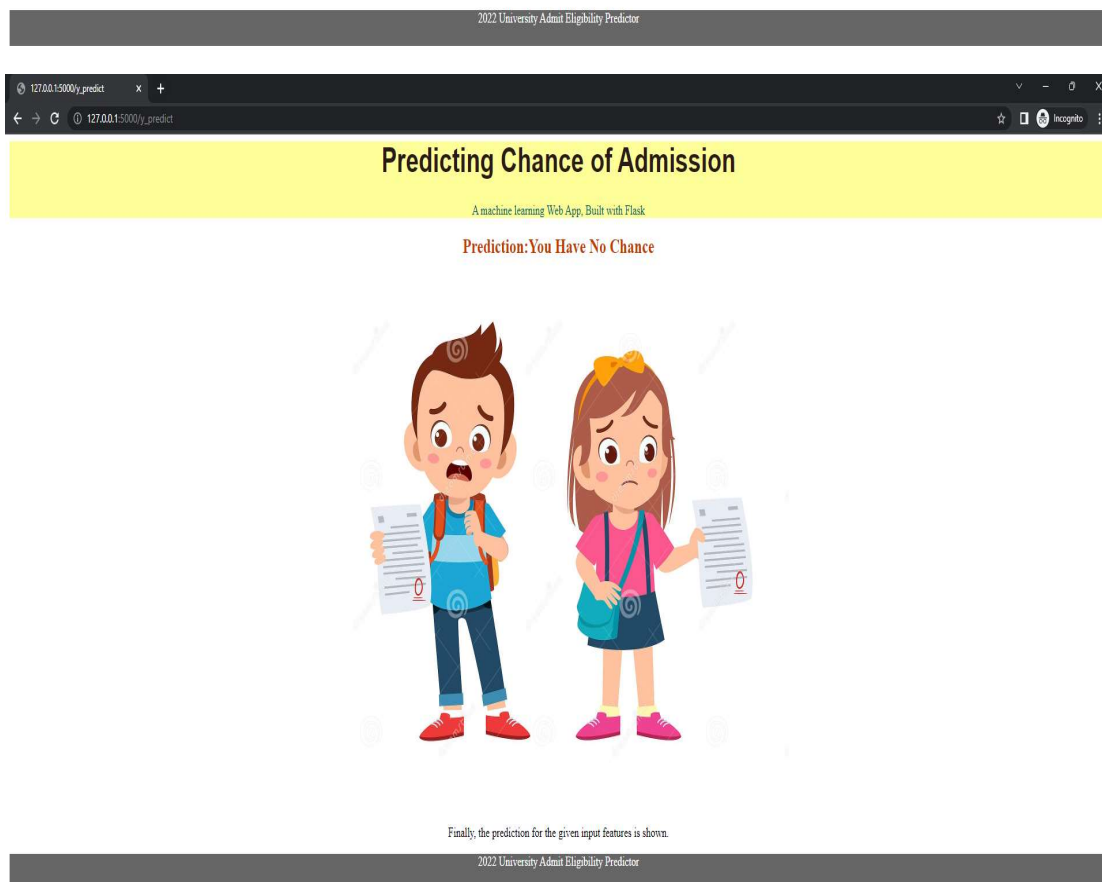 2022 University Admit Eligibility Predictor
127.0.0.1:5000/y_predict
127.0.0.1:5000/y_predict
Incognito
Predicting Chance of Admission
A machine learning Web App, Built with Flask
Prediction:You Have No Chance
Finally, the prediction for the given input features is shown.
2022 University Admit Eligibility Predictor